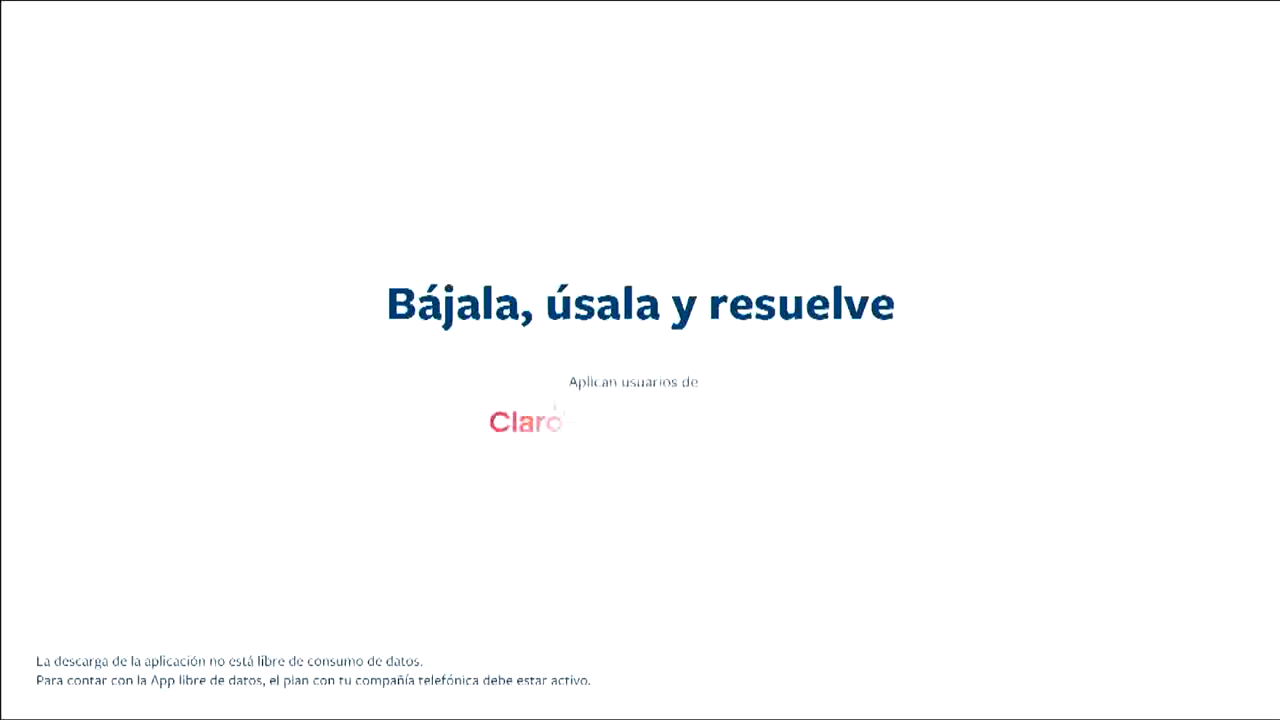 Bájala, úsala y resuelve
Aplican usuarios de
Claro
La descarga de la aplicación no está libre de consumo de datos.
Para contar con la App libre de datos, el plan con tu compañía telefónica debe estar activo.